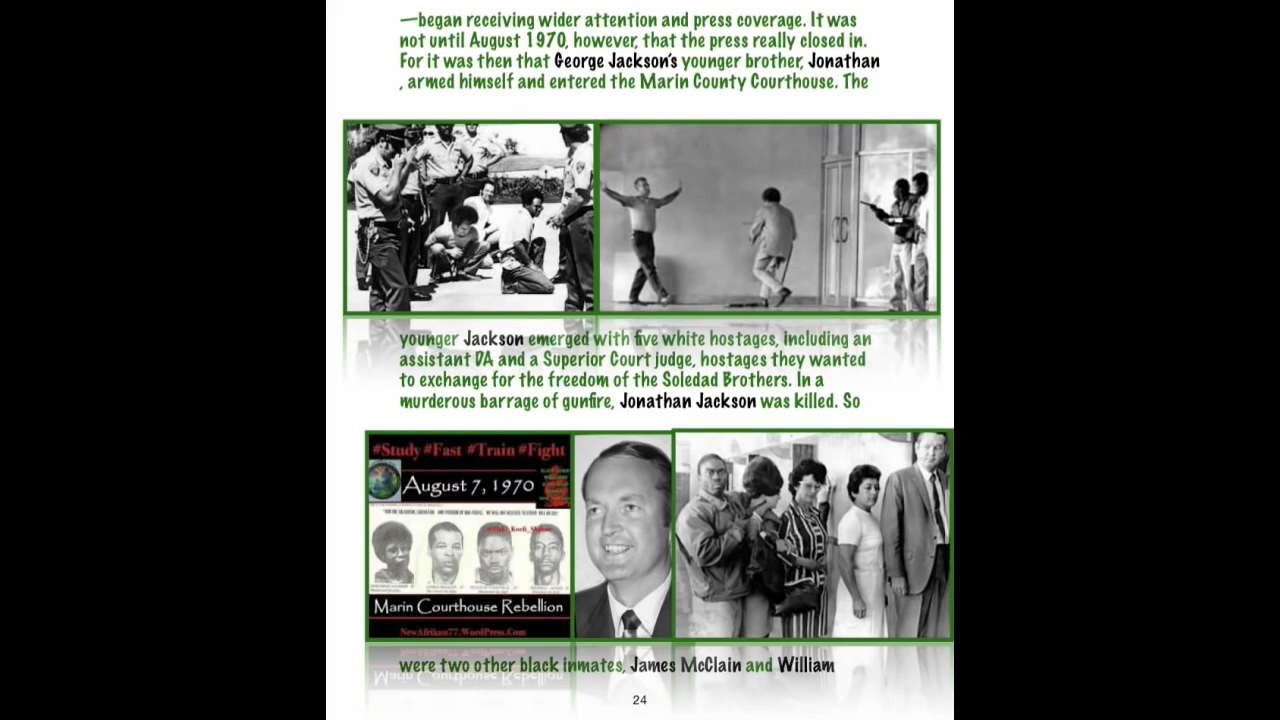 —began receiving wider attention and press coverage. It was
not until August 1970, however, that the press really closed in.
For it was then that George Jackson's younger brother, Jonathan
, armed himself and entered the Marin County Courthouse. The
younger Jackson emerged with five white hostages, including an
assistant DA and a Superior Court judge, hostages they wanted
to exchange for the freedom of the Soledad Brothers. In a
murderous barrage of gunfire, Jonathan Jackson was killed. So
#Study #Fast #Train #Fight
August 7, 1970
Marin Courthouse Rebellion
NewAfrikan77.WordPress.Com
were two other black inmates, James McClain and William
24